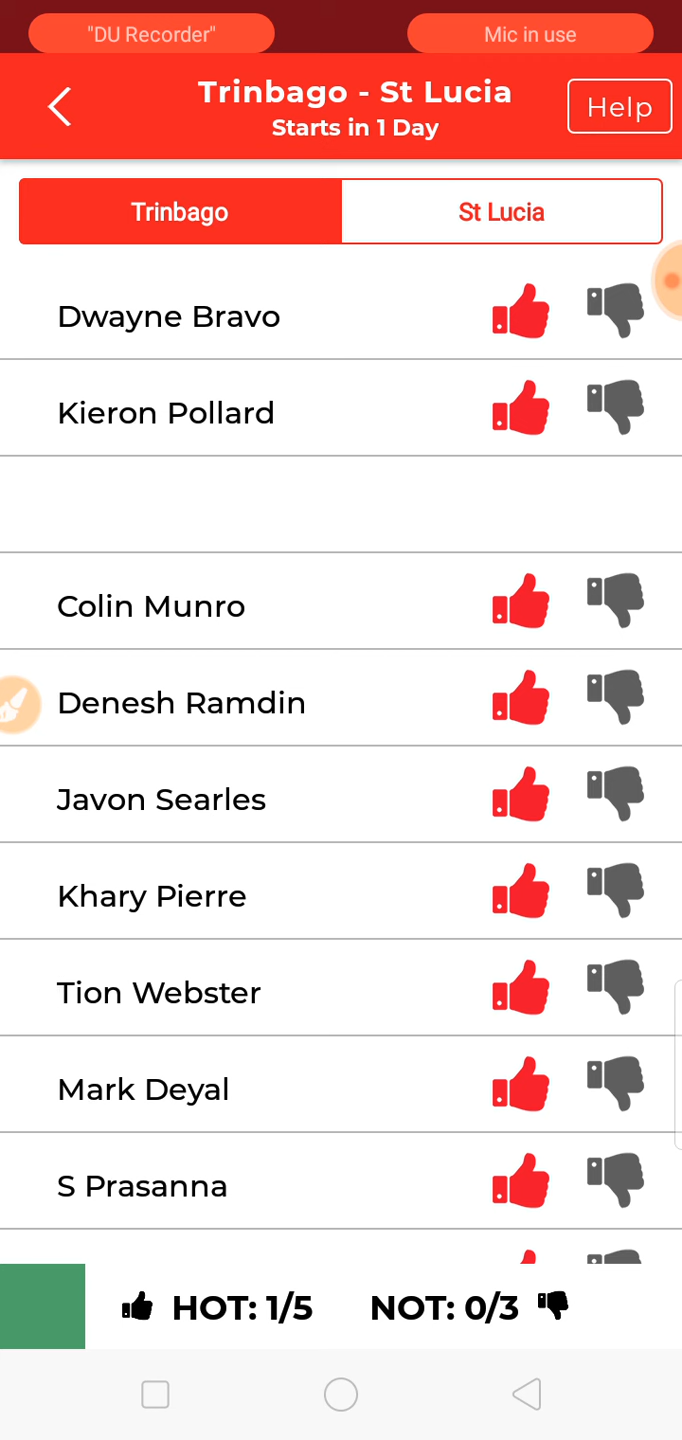 "DU Recorder"
Mic in use
Trinbago - St Lucia
Starts in 1 Day
Help
Trinbago
St Lucia
Dwayne Bravo
Kieron Pollard
Colin Munro
Denesh Ramdin
Javon Searles
Khary Pierre
Tion Webster
Mark Deyal
S Prasanna
HOT: 1/5
NOT: 0/3